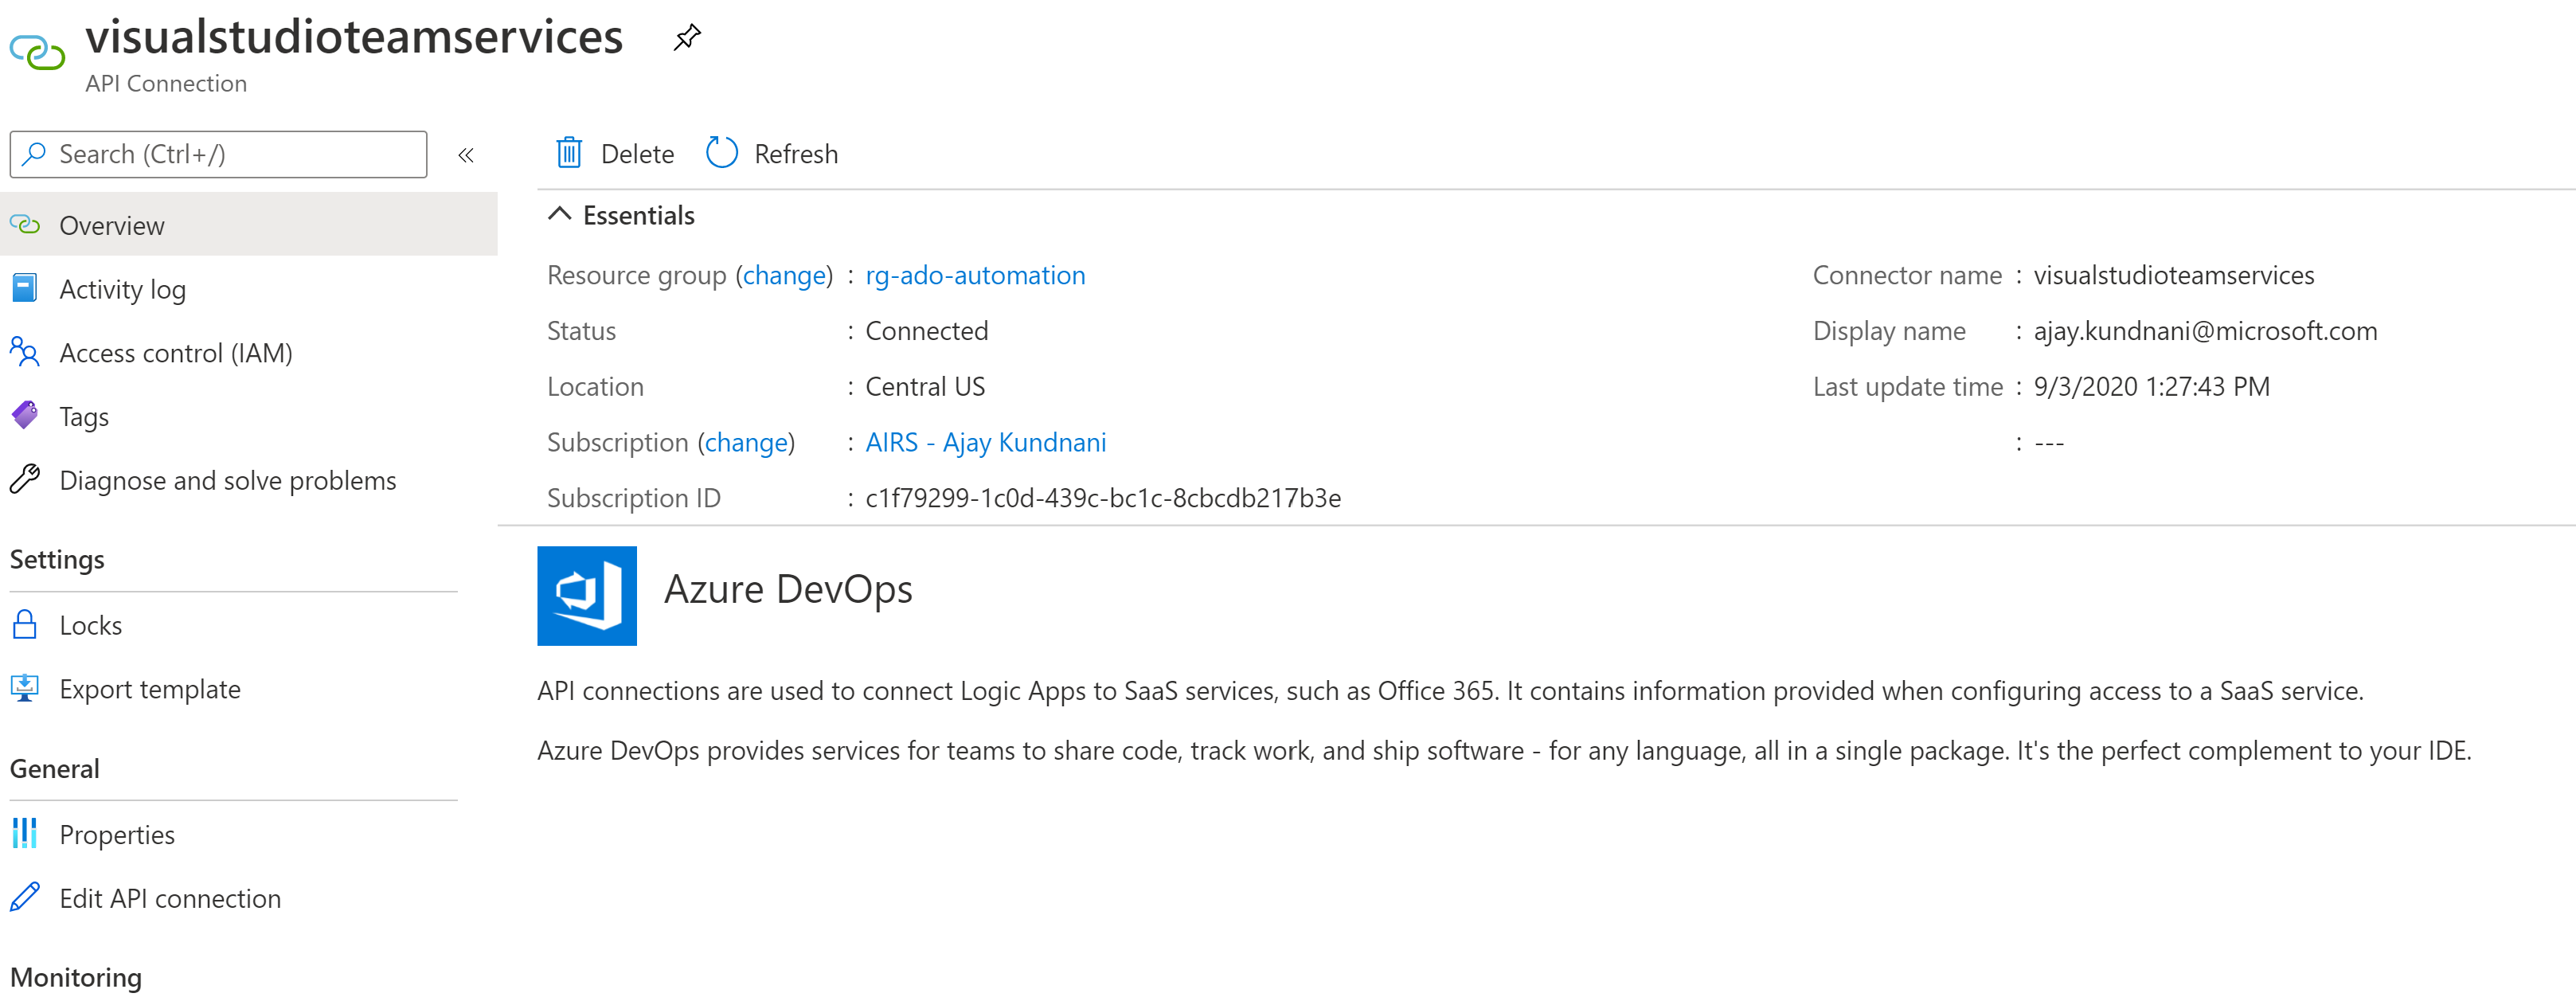 visualstudioteamservices
API Connection
Search (Ctrl+/)
«
Overview
Activity log
Access control (IAM)
Tags
Diagnose and solve problems
Settings
Locks
Export template
General
Properties
Edit API connection
Monitoring
Delete Refresh
Essentials
Resource group (change) : rg-ado-automation
Status : Connected
Location : Central US
Subscription (change) : AIRS - Ajay Kundnani
Subscription ID : c1f79299-1c0d-439c-bc1c-8cbcdb217b3e
Connector name : visualstudioteamservices
Display name : ajay.kundnani@microsoft.com
Last update time : 9/3/2020 1:27:43 PM
: ---
Azure DevOps
API connections are used to connect Logic Apps to SaaS services, such as Office 365. It contains information provided when configuring access to a SaaS service.
Azure DevOps provides services for teams to share code, track work, and ship software - for any language, all in a single package. It's the perfect complement to your IDE.